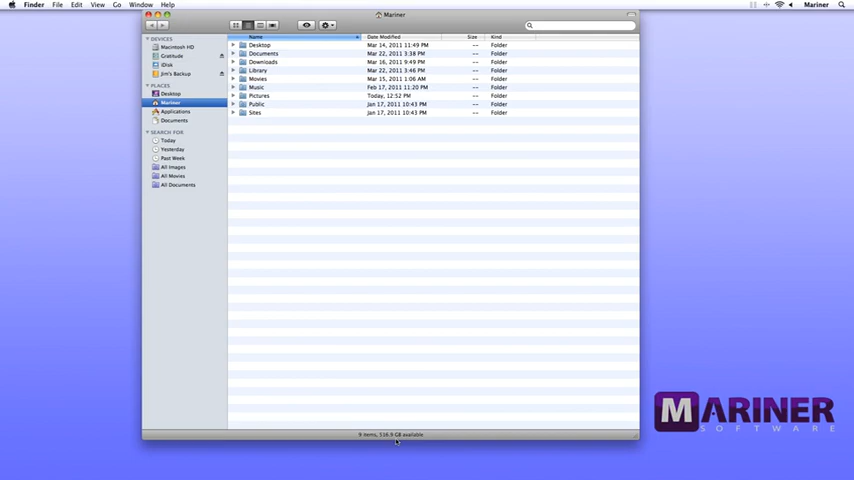 Finder File Edit View Go Window Help Mariner
Mariner
DEVICES
Macintosh HD
Gratitude
iDisk
Jim's Backup
PLACES
Desktop
Mariner
Applications
Documents
SEARCH FOR
Today
Yesterday
Past Week
All Images
All Movies
All Documents
Name Date Modified Size Kind
Desktop Mar 14, 2011 11:49 PM -- Folder
Documents Mar 22, 2011 3:38 PM -- Folder
Downloads Mar 16, 2011 9:49 PM -- Folder
Library Mar 22, 2011 3:46 PM -- Folder
Movies Mar 15, 2011 1:06 AM -- Folder
Music Feb 17, 2011 11:20 PM -- Folder
Pictures Today, 12:52 PM -- Folder
Public Jan 17, 2011 10:43 PM -- Folder
Sites Jan 17, 2011 10:43 PM -- Folder
9 items, 516.9 GB available
MARINER
SOFTWARE